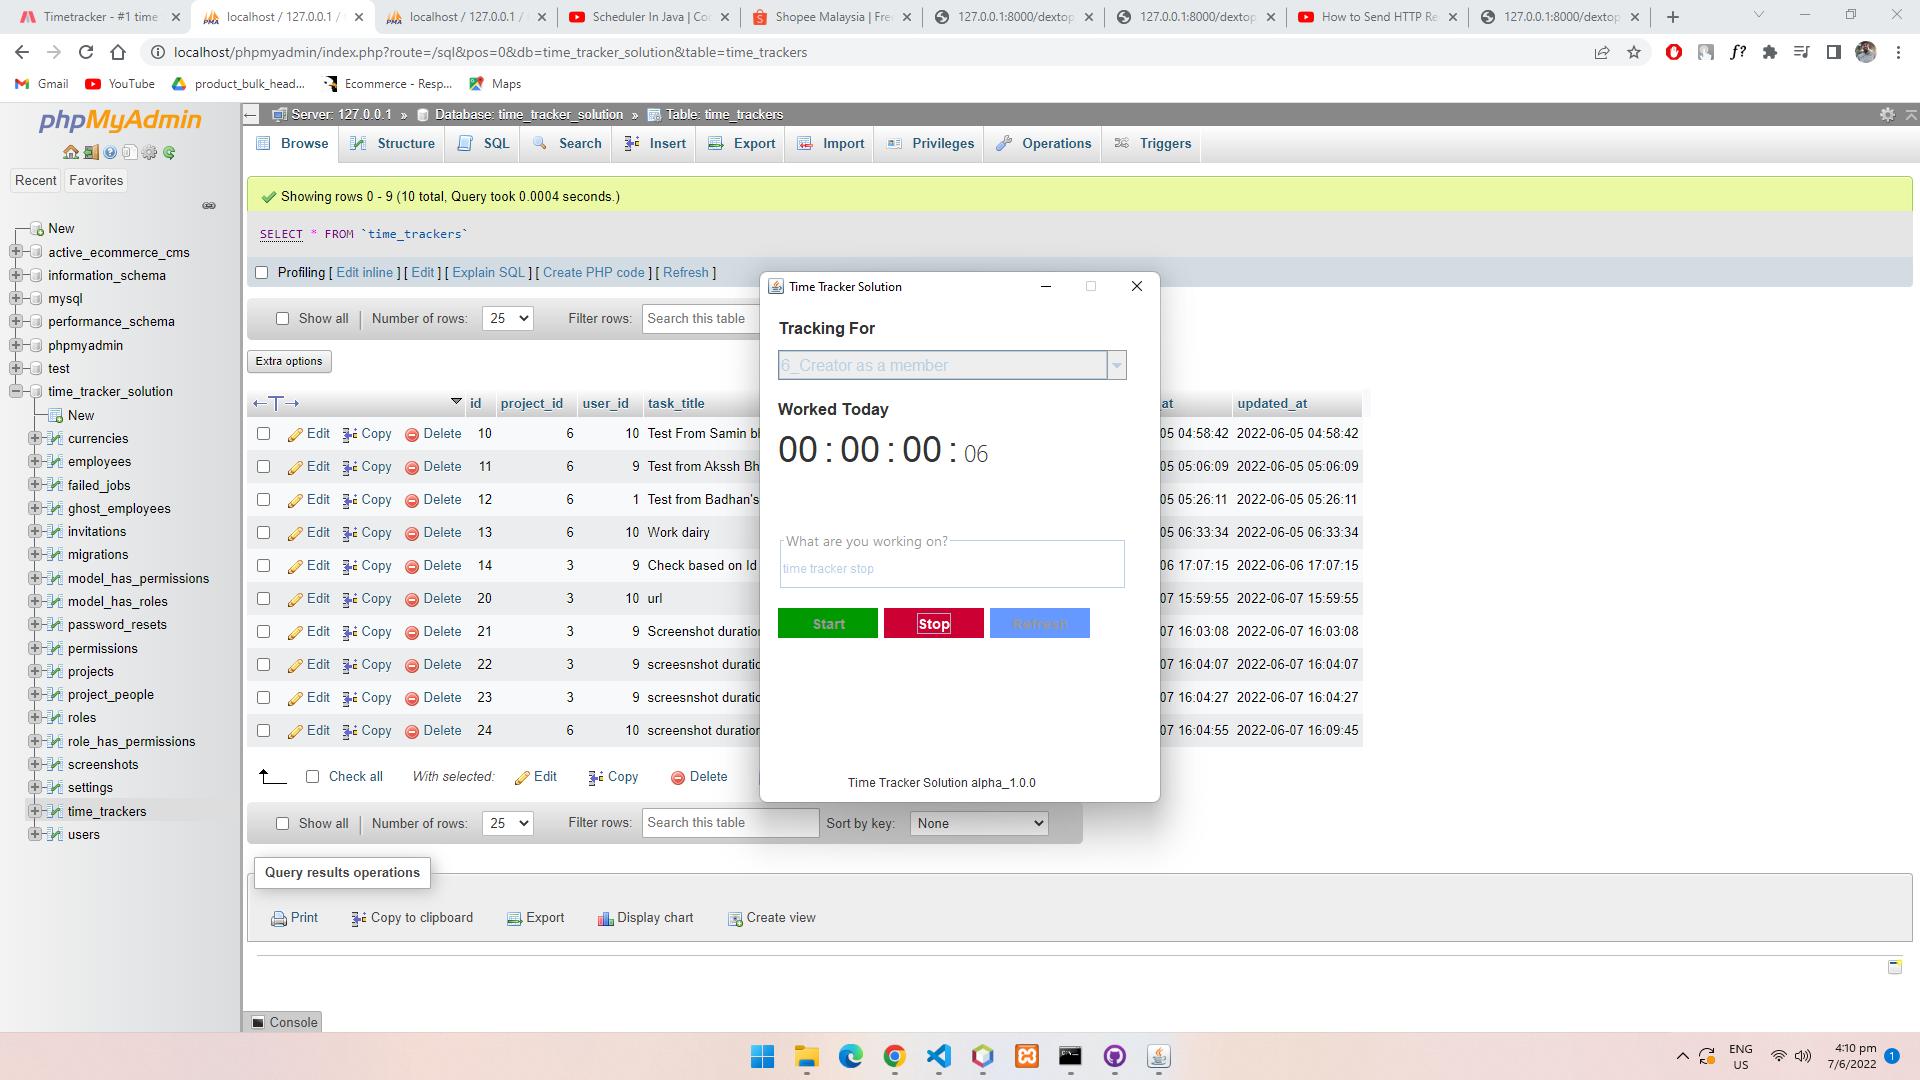 Timetracker - #1 time
localhost / 127.0.0.1 /
localhost / 127.0.0.1 /
Scheduler In Java | Co
Shopee Malaysia | Fre
127.0.0.1:8000/dextop
127.0.0.1:8000/dextop
How to Send HTTP Re
127.0.0.1:8000/dextop
localhost/phpmyadmin/index.php?route=/sql&pos=0&db=time_tracker_solution&table=time_trackers
f?
Gmail
YouTube
product_bulk_head...
Ecommerce - Resp...
Maps
phpMyAdmin
Recent
Favorites
New
active_ecommerce_cms
information_schema
mysql
performance_schema
phpmyadmin
test
time_tracker_solution
New
currencies
employees
failed_jobs
ghost_employees
invitations
migrations
model_has_permissions
model_has_roles
password_resets
permissions
projects
project_people
roles
role_has_permissions
screenshots
settings
time_trackers
users
Server: 127.0.0.1 » Database: time_tracker_solution » Table: time_trackers
Browse Structure SQL Search Insert Export Import Privileges Operations Triggers
Showing rows 0 - 9 (10 total, Query took 0.0004 seconds.)
SELECT * FROM `time_trackers`
Profiling [ Edit inline ] [ Edit ] [ Explain SQL ] [ Create PHP code ] [ Refresh ]
Show all Number of rows: 25 Filter rows: Search this table
Extra options
id project_id user_id task_title _at updated_at
Edit Copy Delete 10 6 10 Test From Samin bh 05 04:58:42 2022-06-05 04:58:42
Edit Copy Delete 11 6 9 Test from Akssh Bh 05 05:06:09 2022-06-05 05:06:09
Edit Copy Delete 12 6 1 Test from Badhan's 05 05:26:11 2022-06-05 05:26:11
Edit Copy Delete 13 6 10 Work dairy 05 06:33:34 2022-06-05 06:33:34
Edit Copy Delete 14 3 9 Check based on Id 06 17:07:15 2022-06-06 17:07:15
Edit Copy Delete 20 3 10 url 07 15:59:55 2022-06-07 15:59:55
Edit Copy Delete 21 3 9 Screenshot duration 07 16:03:08 2022-06-07 16:03:08
Edit Copy Delete 22 3 9 screesnshot duratio 07 16:04:07 2022-06-07 16:04:07
Edit Copy Delete 23 3 9 screesnshot duratio 07 16:04:27 2022-06-07 16:04:27
Edit Copy Delete 24 6 10 screenshot duration 07 16:04:55 2022-06-07 16:09:45
Check all With selected: Edit Copy Delete
Show all Number of rows: 25 Filter rows: Search this table Sort by key: None
Query results operations
Print Copy to clipboard Export Display chart Create view
Console
Time Tracker Solution
Tracking For
6_Creator as a member
Worked Today
00 : 00 : 00 : 06
What are you working on?
time tracker stop
Start Stop Refresh
Time Tracker Solution alpha_1.0.0
ENG
US
4:10 pm
7/6/2022
1